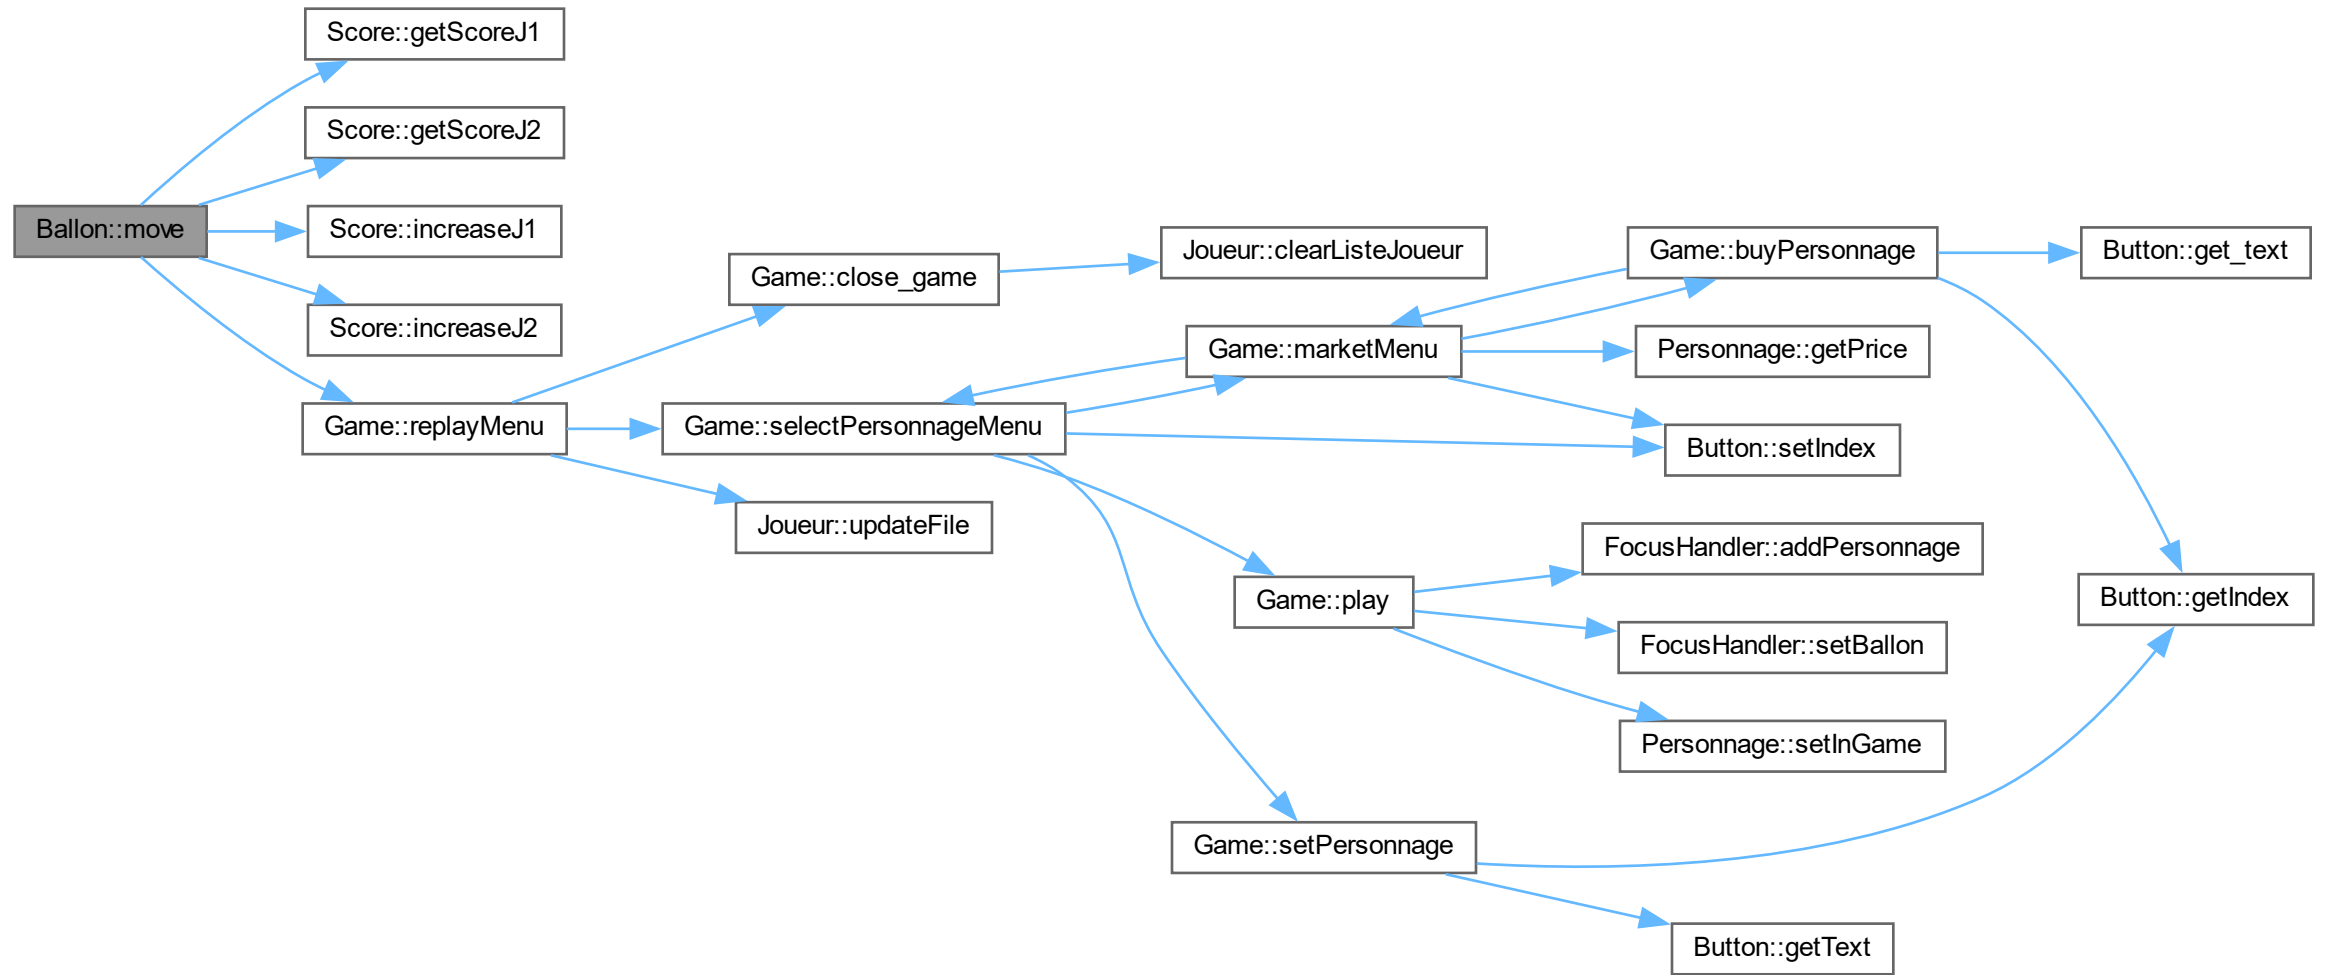 Score::getScoreJ1
Score::getScoreJ2
Ballon::move
Score::increaseJ1
Score::increaseJ2
Game::replayMenu
Game::close_game
Game::selectPersonnageMenu
Joueur::updateFile
Joueur::clearListeJoueur
Game::marketMenu
Game::play
Game::setPersonnage
Game::buyPersonnage
Personnage::getPrice
Button::setIndex
FocusHandler::addPersonnage
FocusHandler::setBallon
Personnage::setInGame
Button::getText
Button::get_text
Button::getIndex